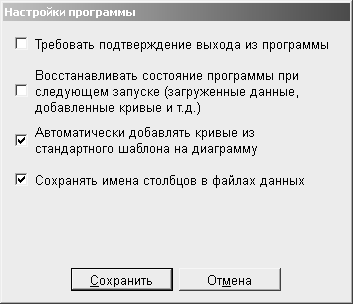 Настройки программы
Требовать подтверждение выхода из программы
Восстанавливать состояние программы при
следующем запуске (загруженные данные,
добавленные кривые и т.д.)
Автоматически добавлять кривые из
стандартного шаблона на диаграмму
Сохранять имена столбцов в файлах данных
Сохранить
Отмена